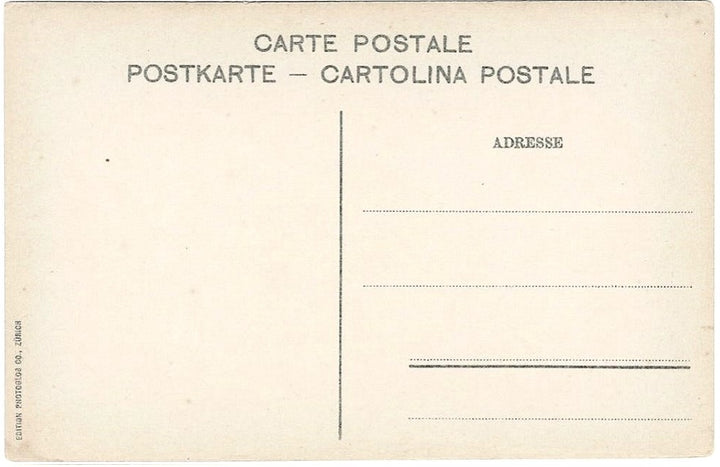 CARTE POSTALE
POSTKARTE — CARTOLINA POSTALE
ADRESSE
EDITION PHOTOGLOB CO., ZÜRICH